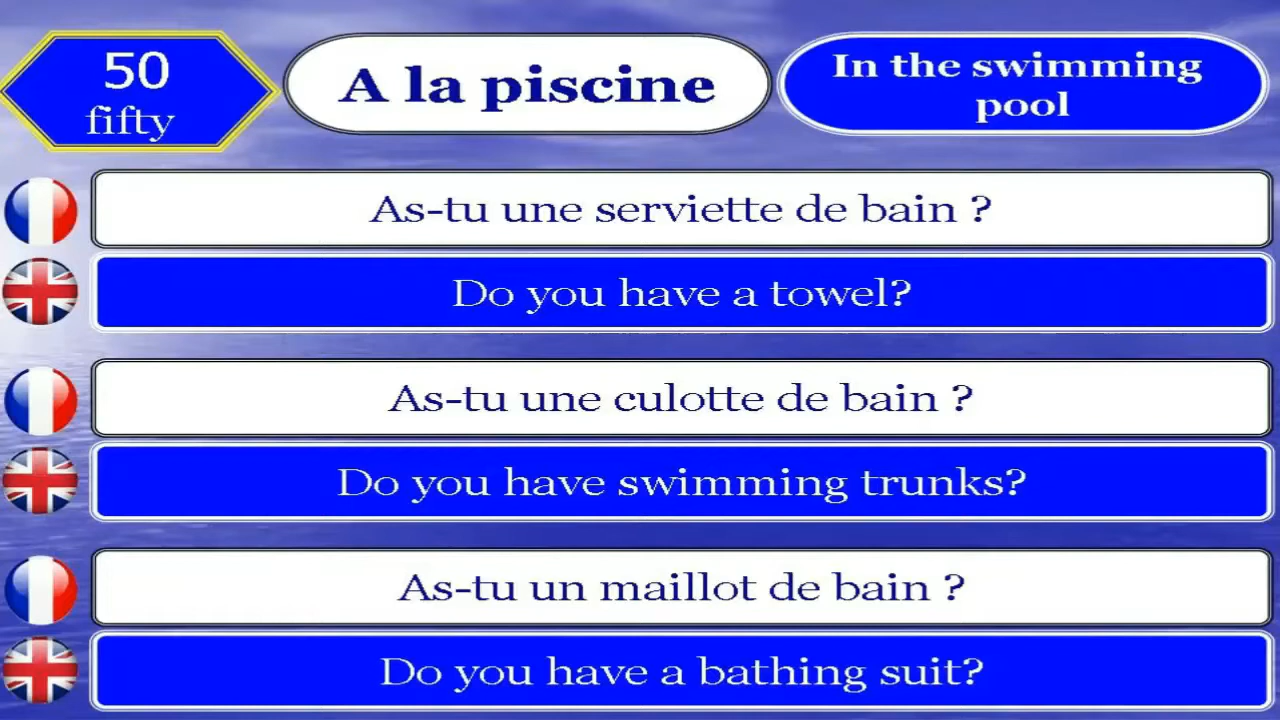 50
fifty
A la piscine
In the swimming
pool
As-tu une serviette de bain ?
Do you have a towel?
As-tu une culotte de bain ?
Do you have swimming trunks?
As-tu un maillot de bain ?
Do you have a bathing suit?